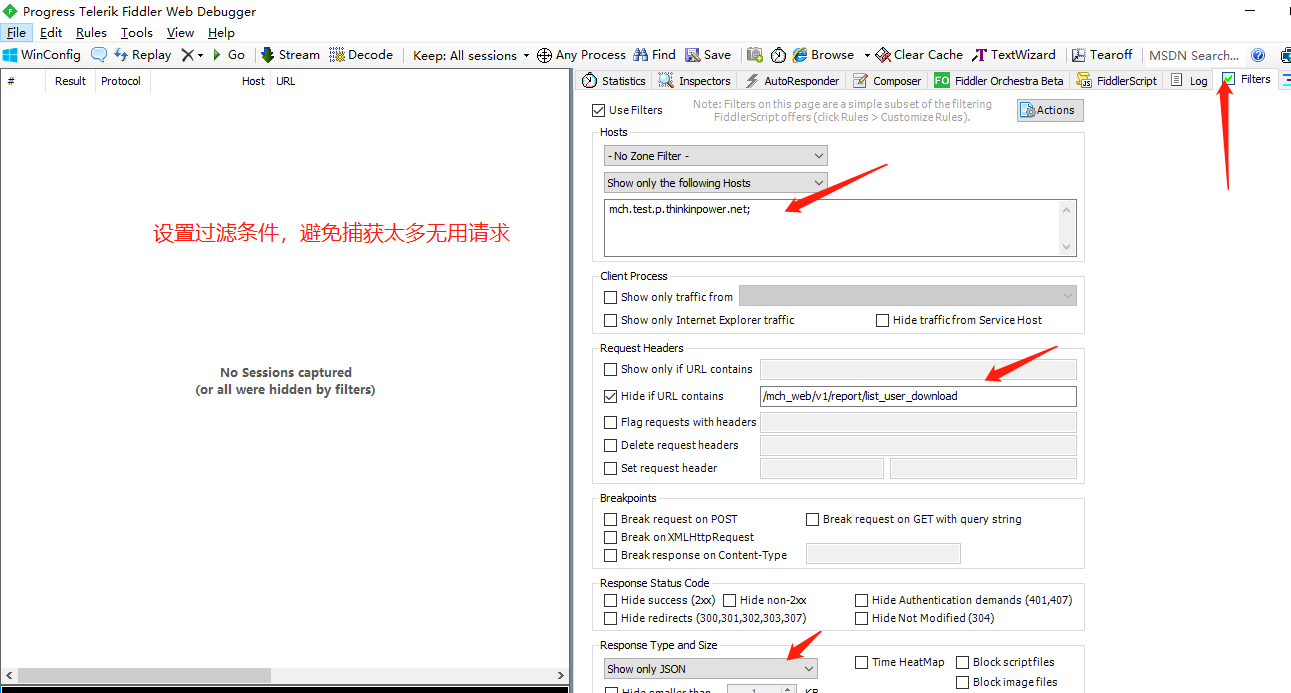 Progress Telerik Fiddler Web Debugger
File Edit Rules Tools View Help
WinConfig Replay Go Stream Decode Keep: All sessions Any Process Find Save Browse Clear Cache TextWizard Tearoff MSDN Search...
# Result Protocol Host URL
Statistics Inspectors AutoResponder Composer FO Fiddler Orchestra Beta FiddlerScript Log Filters
Use Filters
Note: Filters on this page are a simple subset of the filtering
FiddlerScript offers (click Rules > Customize Rules).
Actions
Hosts
- No Zone Filter -
Show only the following Hosts
mch.test.p.thinkinpower.net;
设置过滤条件，避免捕获太多无用请求
No Sessions captured
(or all were hidden by filters)
Client Process
Show only traffic from
Show only Internet Explorer traffic Hide traffic from Service Host
Request Headers
Show only if URL contains
Hide if URL contains /mch_web/v1/report/list_user_download
Flag requests with headers
Delete request headers
Set request header
Breakpoints
Break request on POST Break request on GET with query string
Break on XMLHttpRequest
Break response on Content-Type
Response Status Code
Hide success (2xx) Hide non-2xx Hide Authentication demands (401,407)
Hide redirects (300,301,302,303,307) Hide Not Modified (304)
Response Type and Size
Show only JSON Time HeatMap Block script files
Block image files
Hide smaller than 1 KB